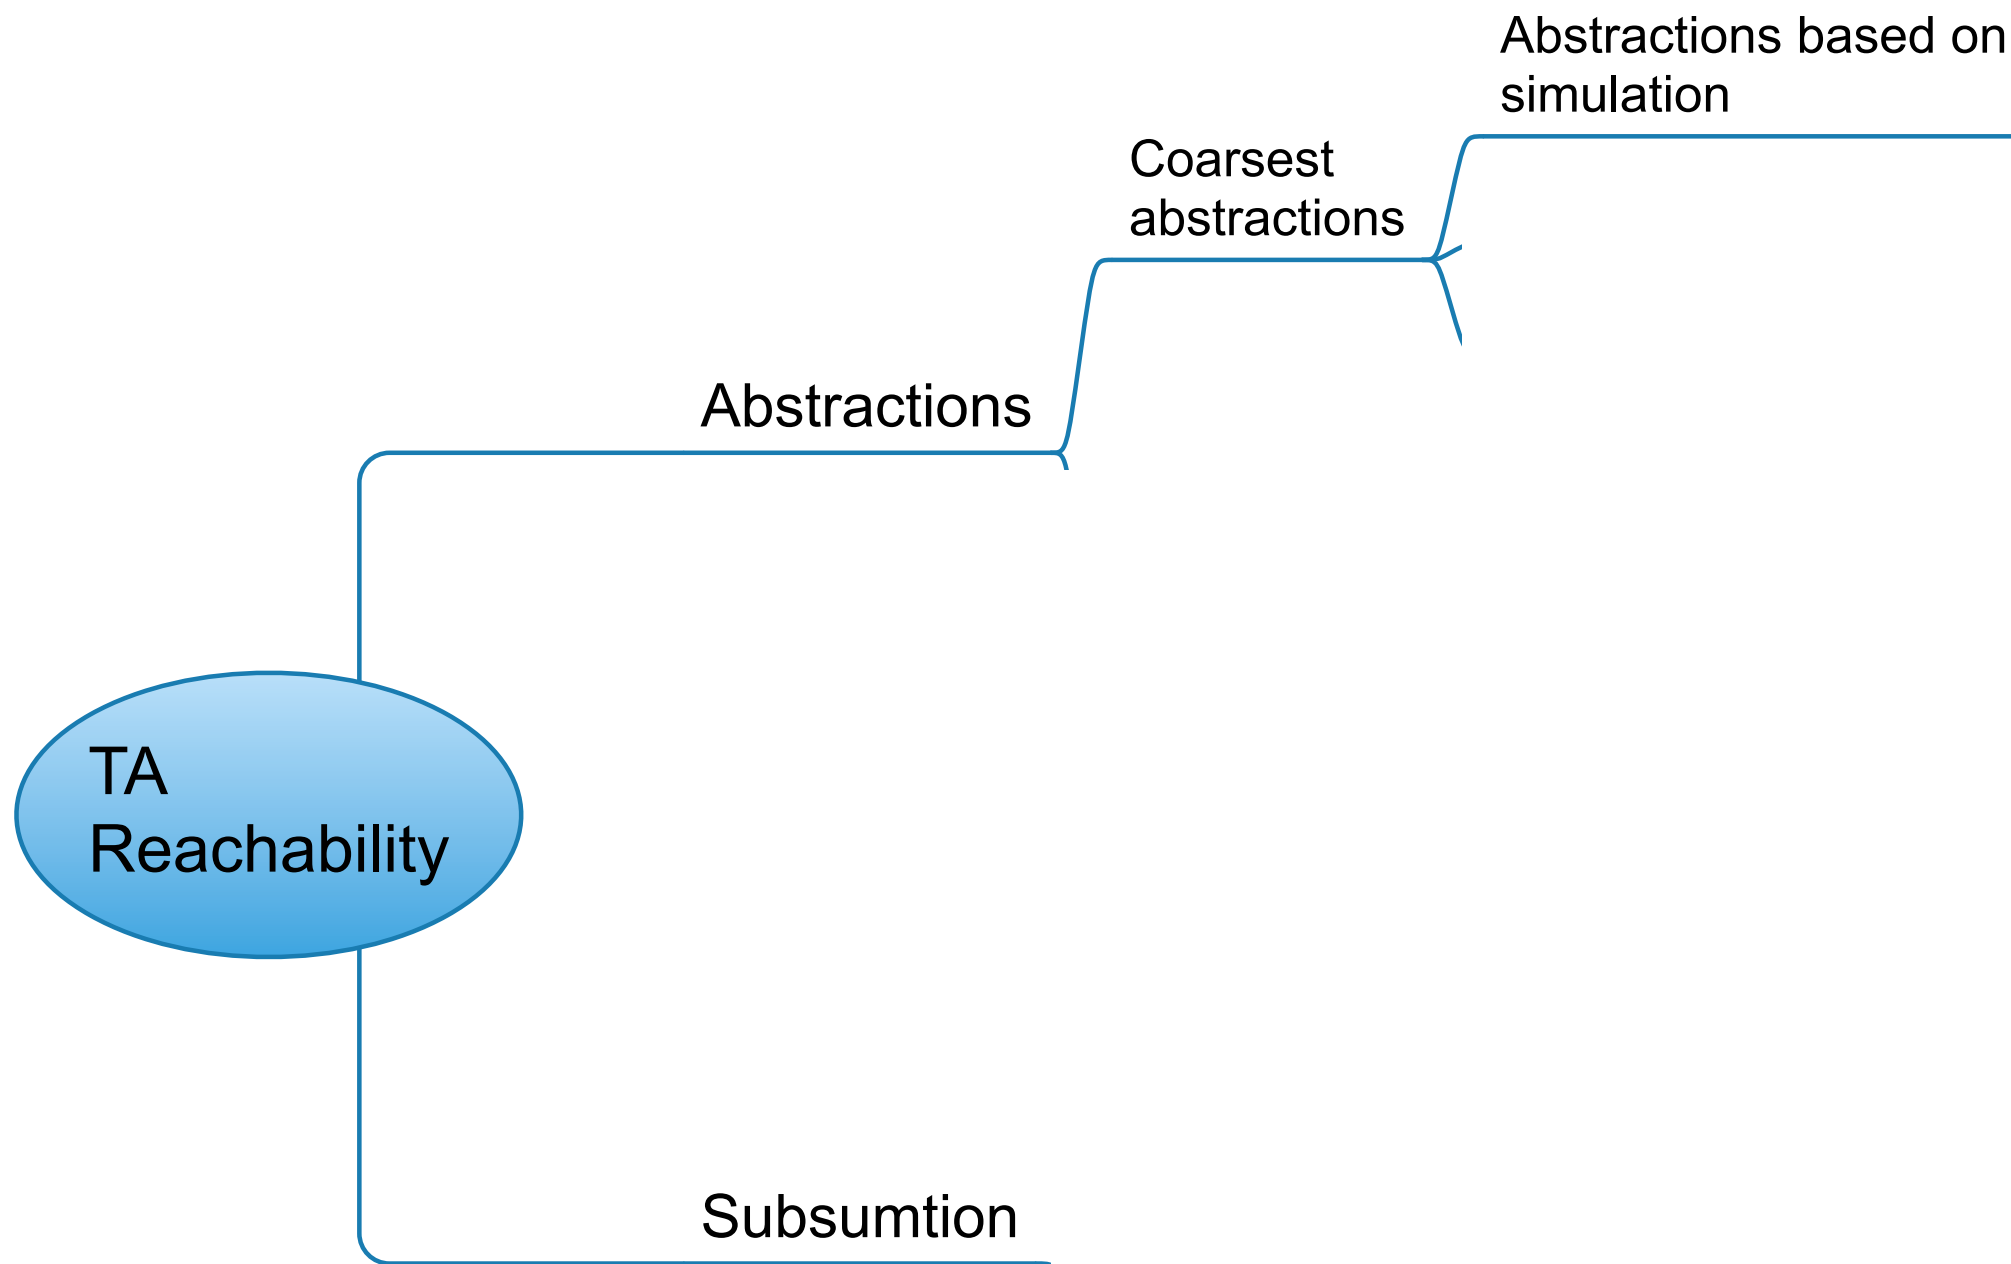 Abstractions based on
simulation
Coarsest
abstractions
Abstractions
TA
Reachability
Subsumtion